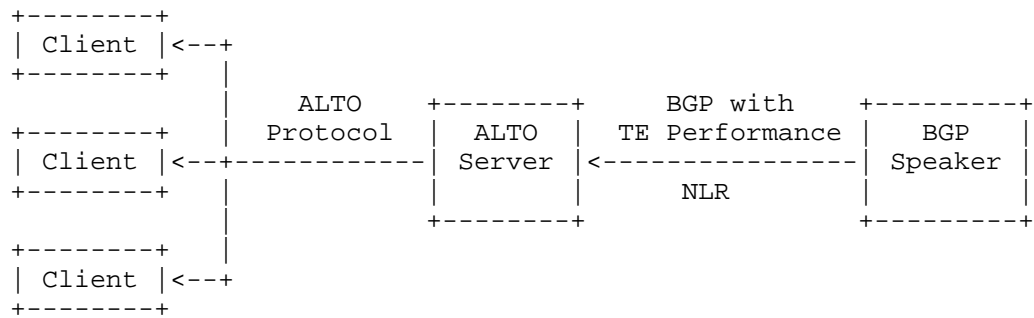 +--------+
| Client |<--+
+--------+   |
             |    ALTO    +--------+     BGP with    +---------+
+--------+   |  Protocol  |  ALTO  |  TE Performance |   BGP   |
| Client |<--+------------| Server |<----------------| Speaker |
+--------+   |            |        |      NLR        |         |
             |            +--------+                 +---------+
+--------+   |
| Client |<--+
+--------+